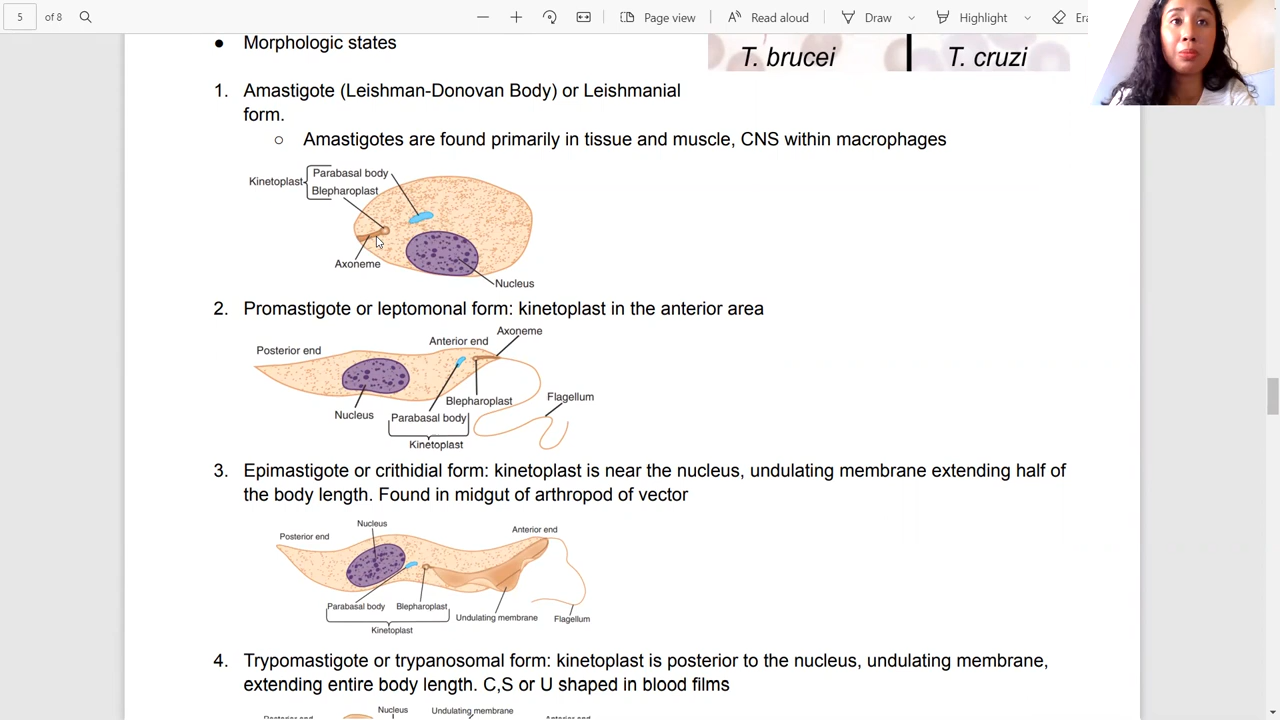 5 of 8 Page view Read aloud Draw Highlight
● Morphologic states
T. brucei T. cruzi
1. Amastigote (Leishman-Donovan Body) or Leishmanial
form.
○ Amastigotes are found primarily in tissue and muscle, CNS within macrophages
Parabasal body
Kinetoplast
Blepharoplast
Axoneme
Nucleus
2. Promastigote or leptomonal form: kinetoplast in the anterior area
Axoneme
Anterior end
Posterior end
Flagellum
Blepharoplast
Nucleus
Parabasal body
Kinetoplast
3. Epimastigote or crithidial form: kinetoplast is near the nucleus, undulating membrane extending half of
the body length. Found in midgut of arthropod of vector
Nucleus
Anterior end
Posterior end
Parabasal body Blepharoplast
Undulating membrane Flagellum
Kinetoplast
4. Trypomastigote or trypanosomal form: kinetoplast is posterior to the nucleus, undulating membrane,
extending entire body length. C,S or U shaped in blood films
Nucleus Undulating membrane